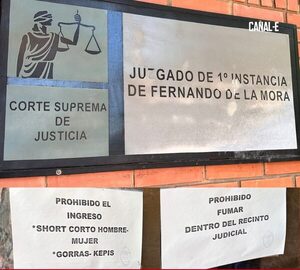 CANAL-E
JUZGADO DE 1º INSTANCIA
DE FERNANDO DE LA MORA
CORTE SUPREMA
DE
JUSTICIA
PROHIBIDO EL
INGRESO
*SHORT CORTO HOMBRE-
MUJER
*GORRAS- KEPIS
PROHIBIDO
FUMAR
DENTRO DEL RECINTO
JUDICIAL